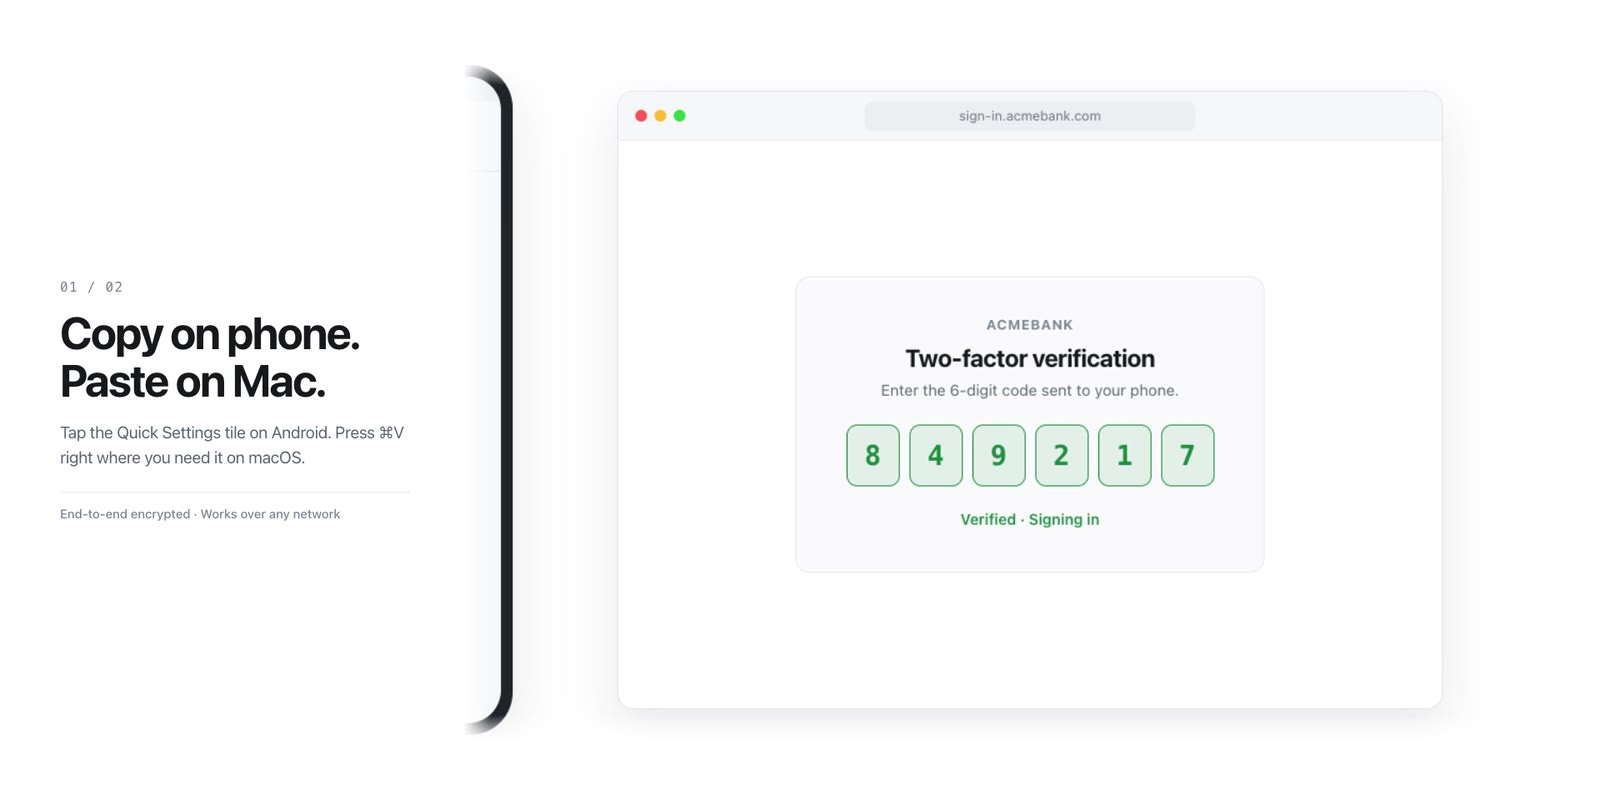 01 / 02
Copy on phone.
Paste on Mac.
Tap the Quick Settings tile on Android. Press ⌘V
right where you need it on macOS.
End-to-end encrypted · Works over any network
sign-in.acmebank.com
ACMEBANK
Two-factor verification
Enter the 6-digit code sent to your phone.
8 4 9 2 1 7
Verified · Signing in